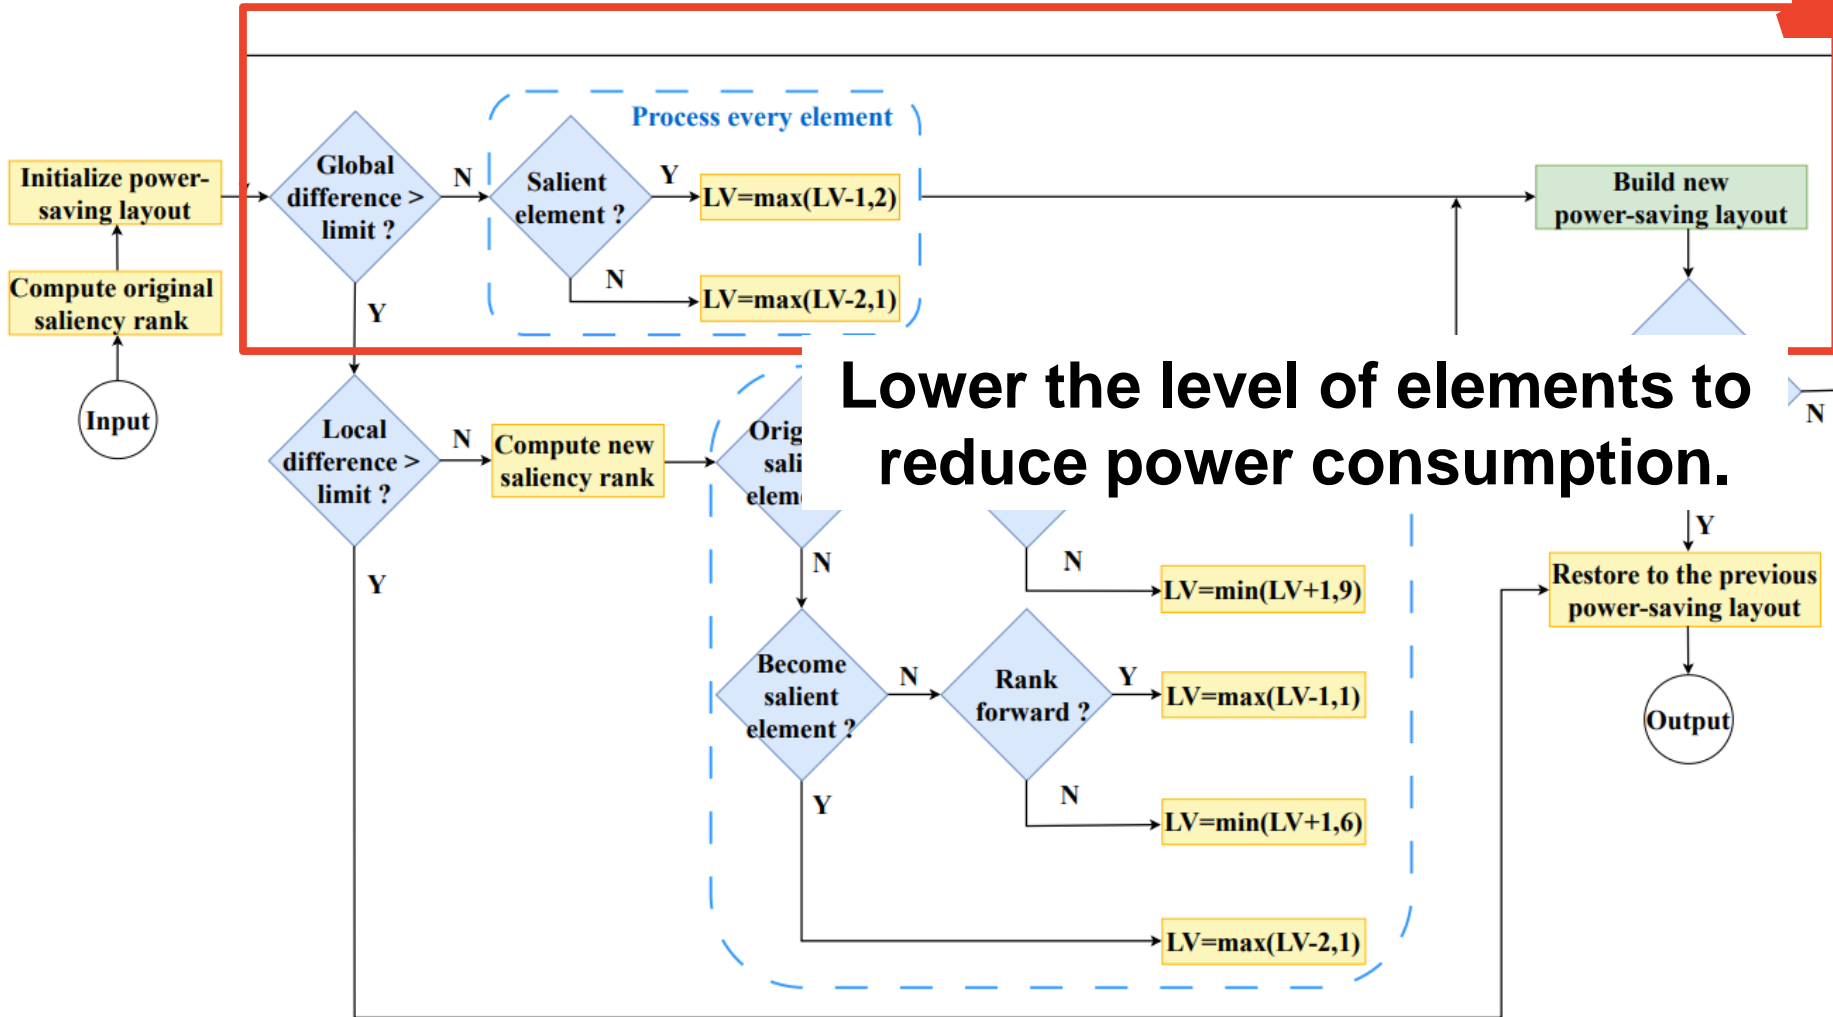 Process every element
Initialize power-
saving layout
Global
difference >
limit ?
N
Salient
element ?
Y
LV=max(LV-1,2)
Build new
power-saving layout
Compute original
saliency rank
Y
N
LV=max(LV-2,1)
Lower the level of elements to
reduce power consumption.
Input
Local
difference >
limit ?
N
Compute new
saliency rank
N
Y
N
N
Y
LV=min(LV+1,9)
Restore to the previous
power-saving layout
Become
salient
element ?
N
Rank
forward ?
Y
LV=max(LV-1,1)
Output
Y
N
LV=min(LV+1,6)
LV=max(LV-2,1)